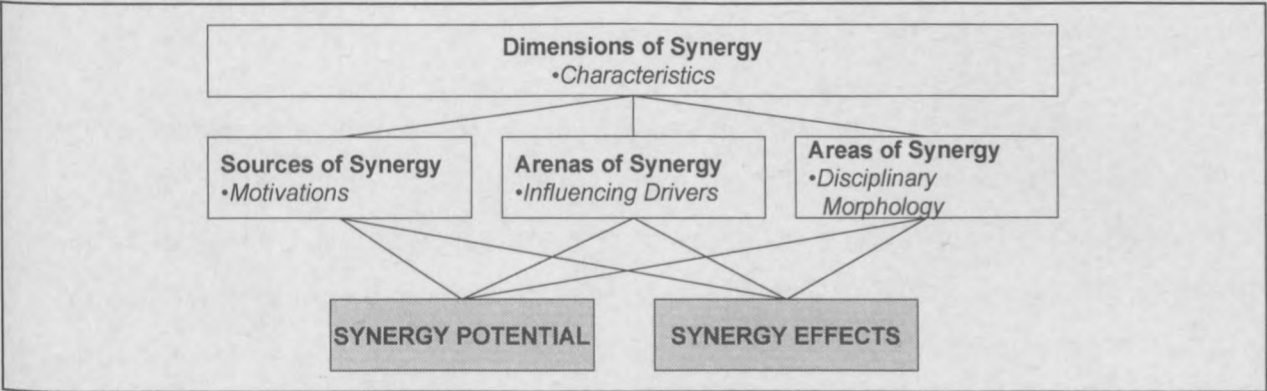 Dimensions of Synergy
•Characteristics
Sources of Synergy
•Motivations
Arenas of Synergy
•Influencing Drivers
Areas of Synergy
•Disciplinary
Morphology
SYNERGY POTENTIAL
SYNERGY EFFECTS